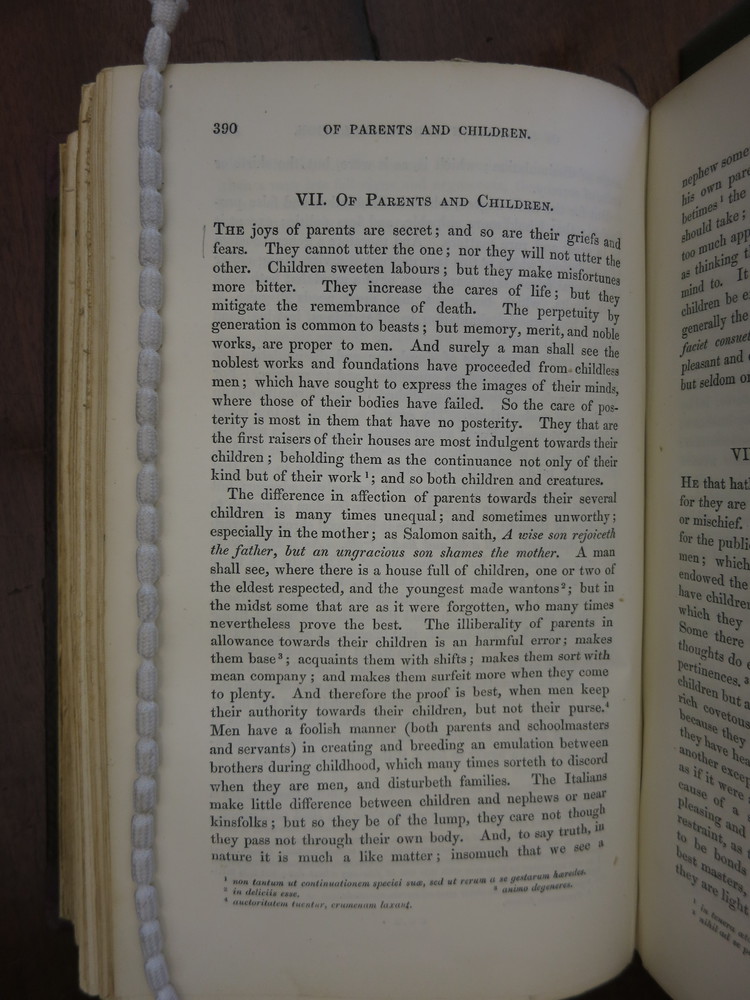 390 OF PARENTS AND CHILDREN.
VII. OF PARENTS AND CHILDREN.
THE joys of parents are secret; and so are their griefs and
fears. They cannot utter the one; nor they will not utter the
other. Children sweeten labours; but they make misfortunes
more bitter. They increase the cares of life; but they
mitigate the remembrance of death. The perpetuity by
generation is common to beasts; but memory, merit, and noble
works, are proper to men. And surely a man shall see the
noblest works and foundations have proceeded from childless
men; which have sought to express the images of their minds,
where those of their bodies have failed. So the care of pos-
terity is most in them that have no posterity. They that are
the first raisers of their houses are most indulgent towards their
children; beholding them as the continuance not only of their
kind but of their work¹; and so both children and creatures.
The difference in affection of parents towards their several
children is many times unequal; and sometimes unworthy;
especially in the mother; as Salomon saith, A wise son rejoiceth
the father, but an ungracious son shames the mother. A man
shall see, where there is a house full of children, one or two of
the eldest respected, and the youngest made wantons²; but in
the midst some that are as it were forgotten, who many times
nevertheless prove the best. The illiberality of parents in
allowance towards their children is an harmful error; makes
them base³; acquaints them with shifts; makes them sort with
mean company; and makes them surfeit more when they come
to plenty. And therefore the proof is best, when men keep
their authority towards their children, but not their purse.⁴
Men have a foolish manner (both parents and schoolmasters
and servants) in creating and breeding an emulation between
brothers during childhood, which many times sorteth to discord
when they are men, and disturbeth families. The Italians
make little difference between children and nephews or near
kinsfolks; but so they be of the lump, they care not though
they pass not through their own body. And, to say truth, in
nature it is much a like matter; insomuch that we see a
¹ non tantum ut continuationem speciei suæ, sed ut rerum a se gestarum hæredes.
² in deliciis esse. ³ animo degeneres.
⁴ auctoritatem tuentur, crumenam laxant.
nephew some
his own
betimes¹ the
should take;
too much
as thinking
mind to. It
children be
generally the
faciet
pleasant and
but seldom
VI
HE that
for they are
or mischief.
for the
men; which
endowed the
have
which they
Some there
thoughts do
pertinences.
children but a
rich
because they
they have
another
as if it were
cause of a
pleasing and
restraint, as
to be bonds
best masters,
they are light